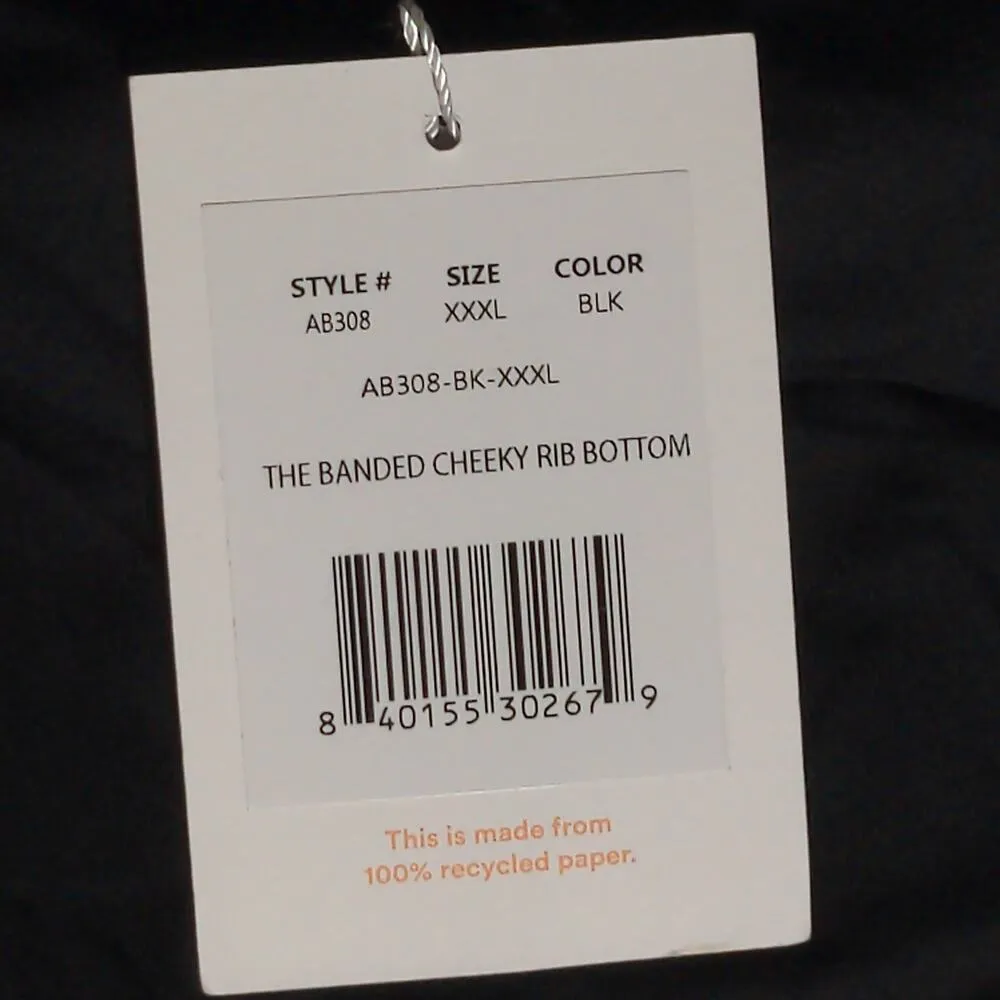 STYLE # SIZE COLOR
AB308 XXXL BLK
AB308-BK-XXXL
THE BANDED CHEEKY RIB BOTTOM
8 40155 30267 9
This is made from
100% recycled paper.